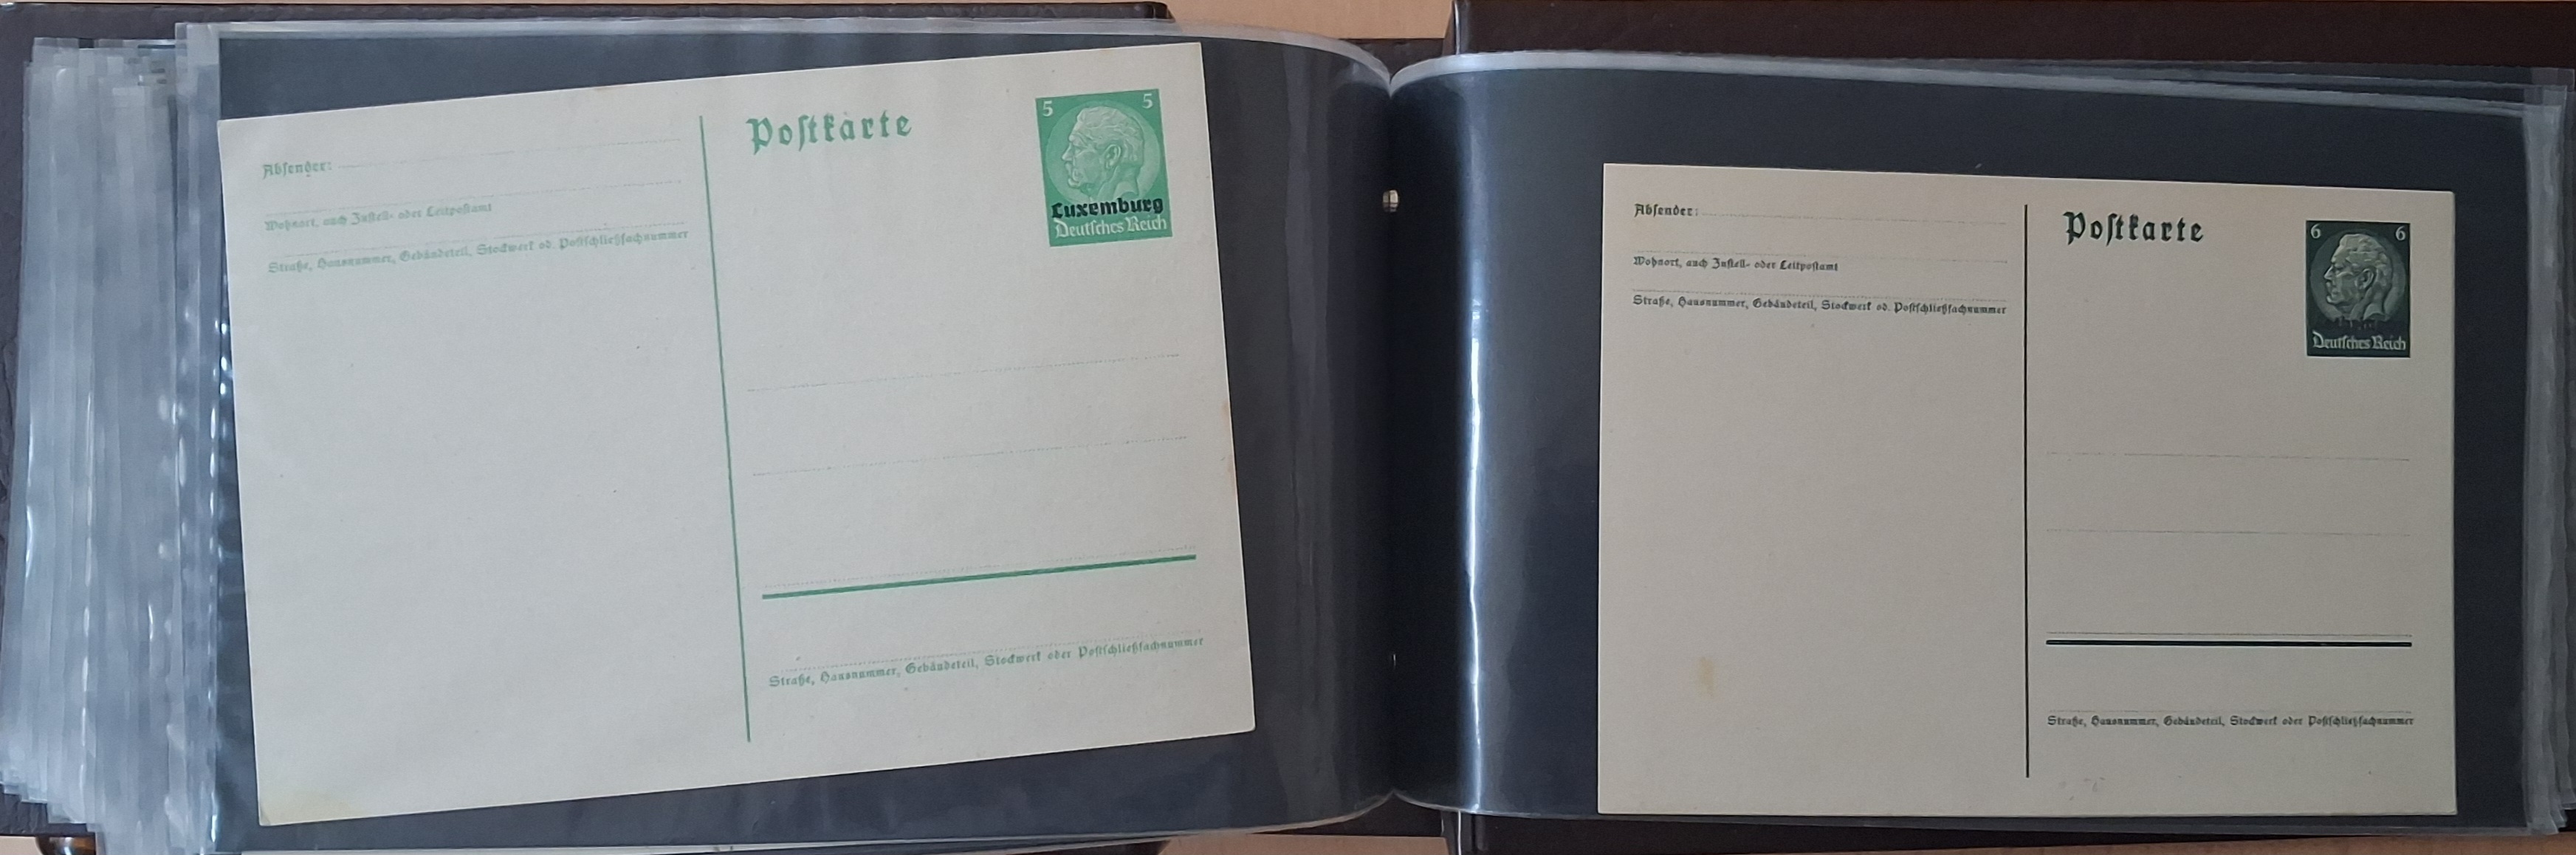 Postkarte
5 5
Luxemburg
Deutsches Reich
Absender:
Wohnort, auch Zustell- oder Leitpostamt
Straße, Hausnummer, Gebäudeteil, Stockwerk od. Postschließfachnummer
Straße, Hausnummer, Gebäudeteil, Stockwerk oder Postschließfachnummer
Postkarte
6 6
Deutsches Reich
Absender:
Wohnort, auch Zustell- oder Leitpostamt
Straße, Hausnummer, Gebäudeteil, Stockwerk od. Postschließfachnummer
Straße, Hausnummer, Gebäudeteil, Stockwerk oder Postschließfachnummer